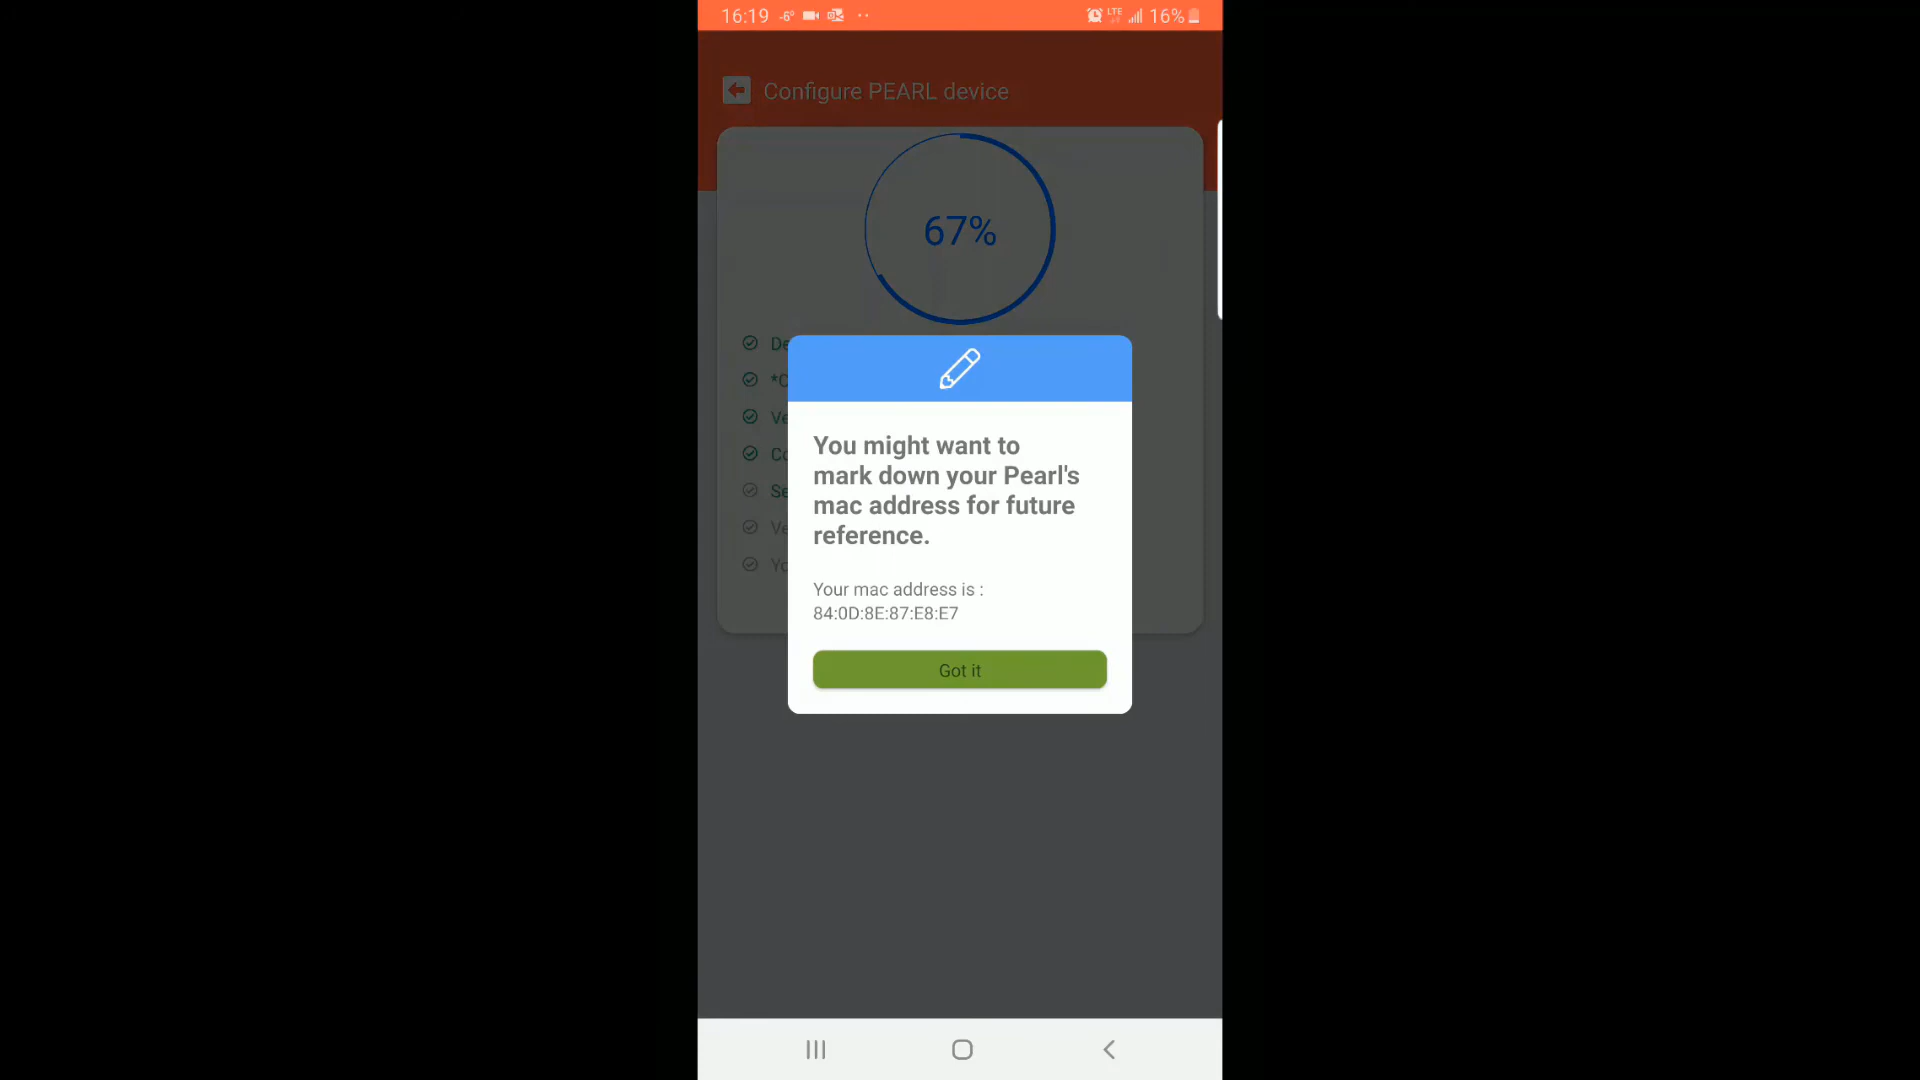 16:19 -6° LTE 16%
Configure PEARL device
67%
You might want to
mark down your Pearl's
mac address for future
reference.
Your mac address is :
84:0D:8E:87:E8:E7
Got it